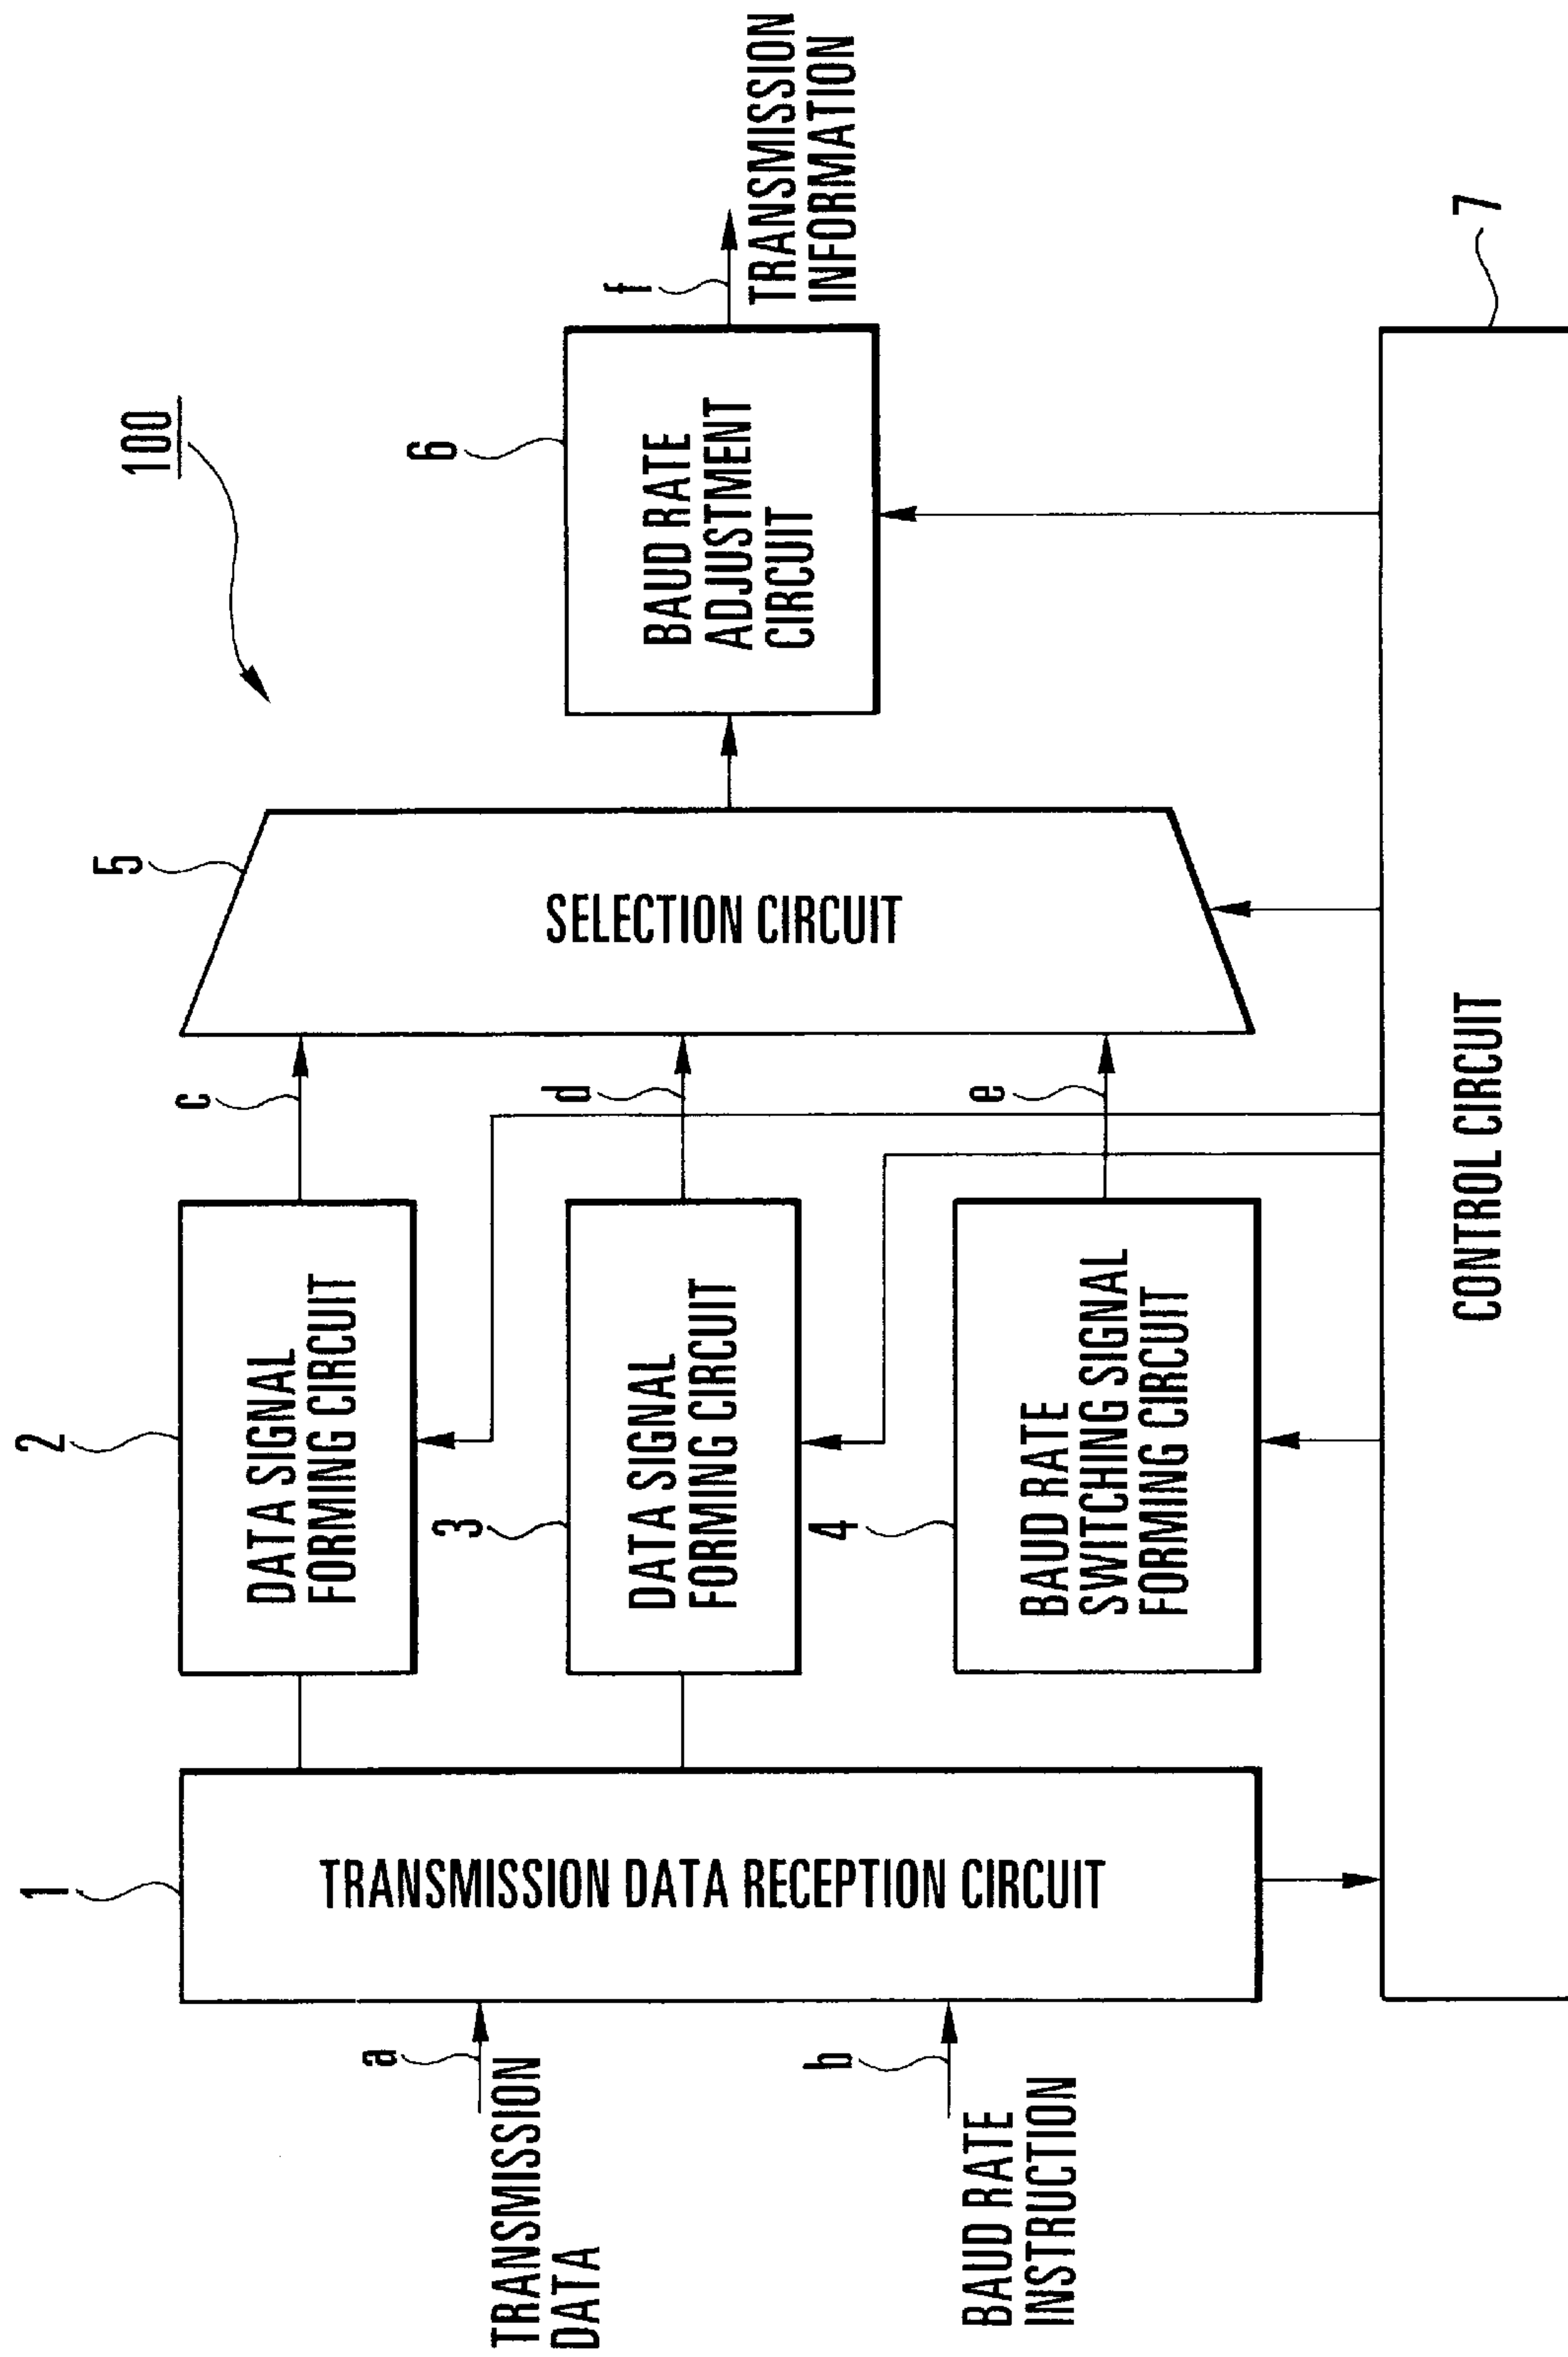 100
1
TRANSMISSION DATA RECEPTION CIRCUIT
a
TRANSMISSION
DATA
b
BAUD RATE
INSTRUCTION
2
DATA SIGNAL
FORMING CIRCUIT
3
DATA SIGNAL
FORMING CIRCUIT
4
BAUD RATE
SWITCHING SIGNAL
FORMING CIRCUIT
c
d
e
5
SELECTION CIRCUIT
6
BAUD RATE
ADJUSTMENT
CIRCUIT
f
TRANSMISSION
INFORMATION
7
CONTROL CIRCUIT